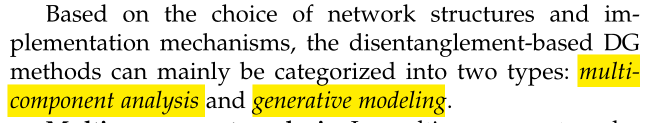 Based on the choice of network structures and im-
plementation mechanisms, the disentanglement-based DG
methods can mainly be categorized into two types: multi-
component analysis and generative modeling.